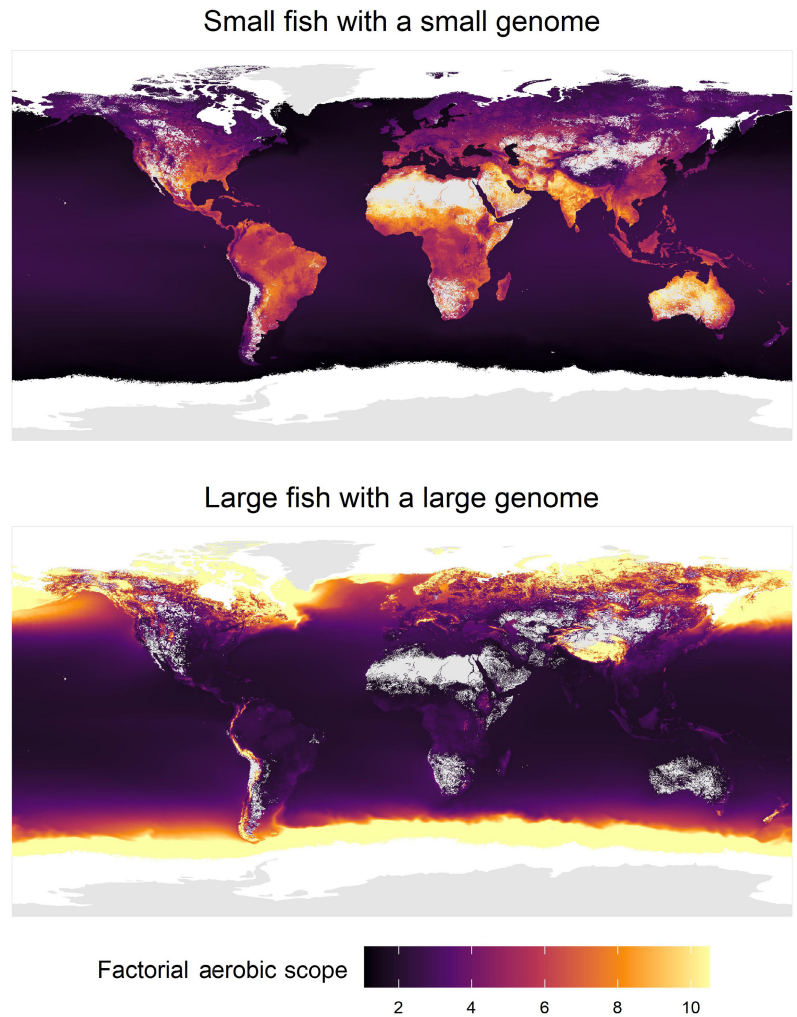 Small fish with a small genome
Large fish with a large genome
Factorial aerobic scope
2 4 6 8 10